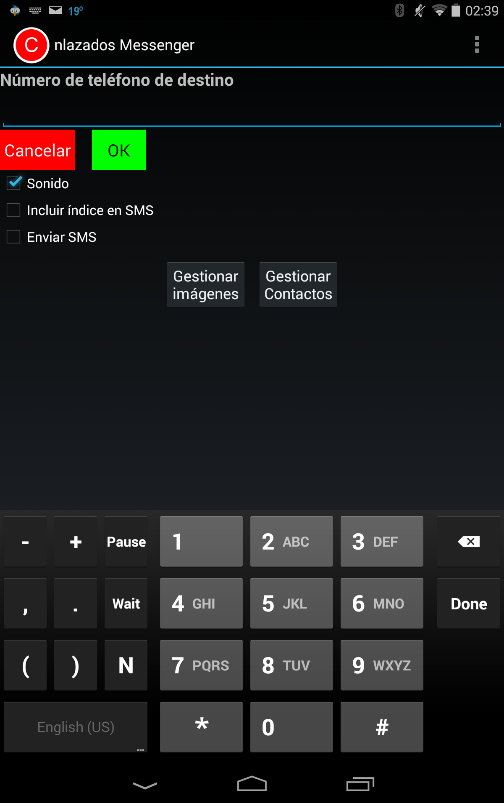 19º 02:39
C nlazados Messenger
Número de teléfono de destino
Cancelar OK
Sonido
Incluir índice en SMS
Enviar SMS
Gestionar
imágenes
Gestionar
Contactos
- + Pause 1 2 ABC 3 DEF
, . Wait 4 GHI 5 JKL 6 MNO Done
( ) N 7 PQRS 8 TUV 9 WXYZ
English (US) ... * 0 #